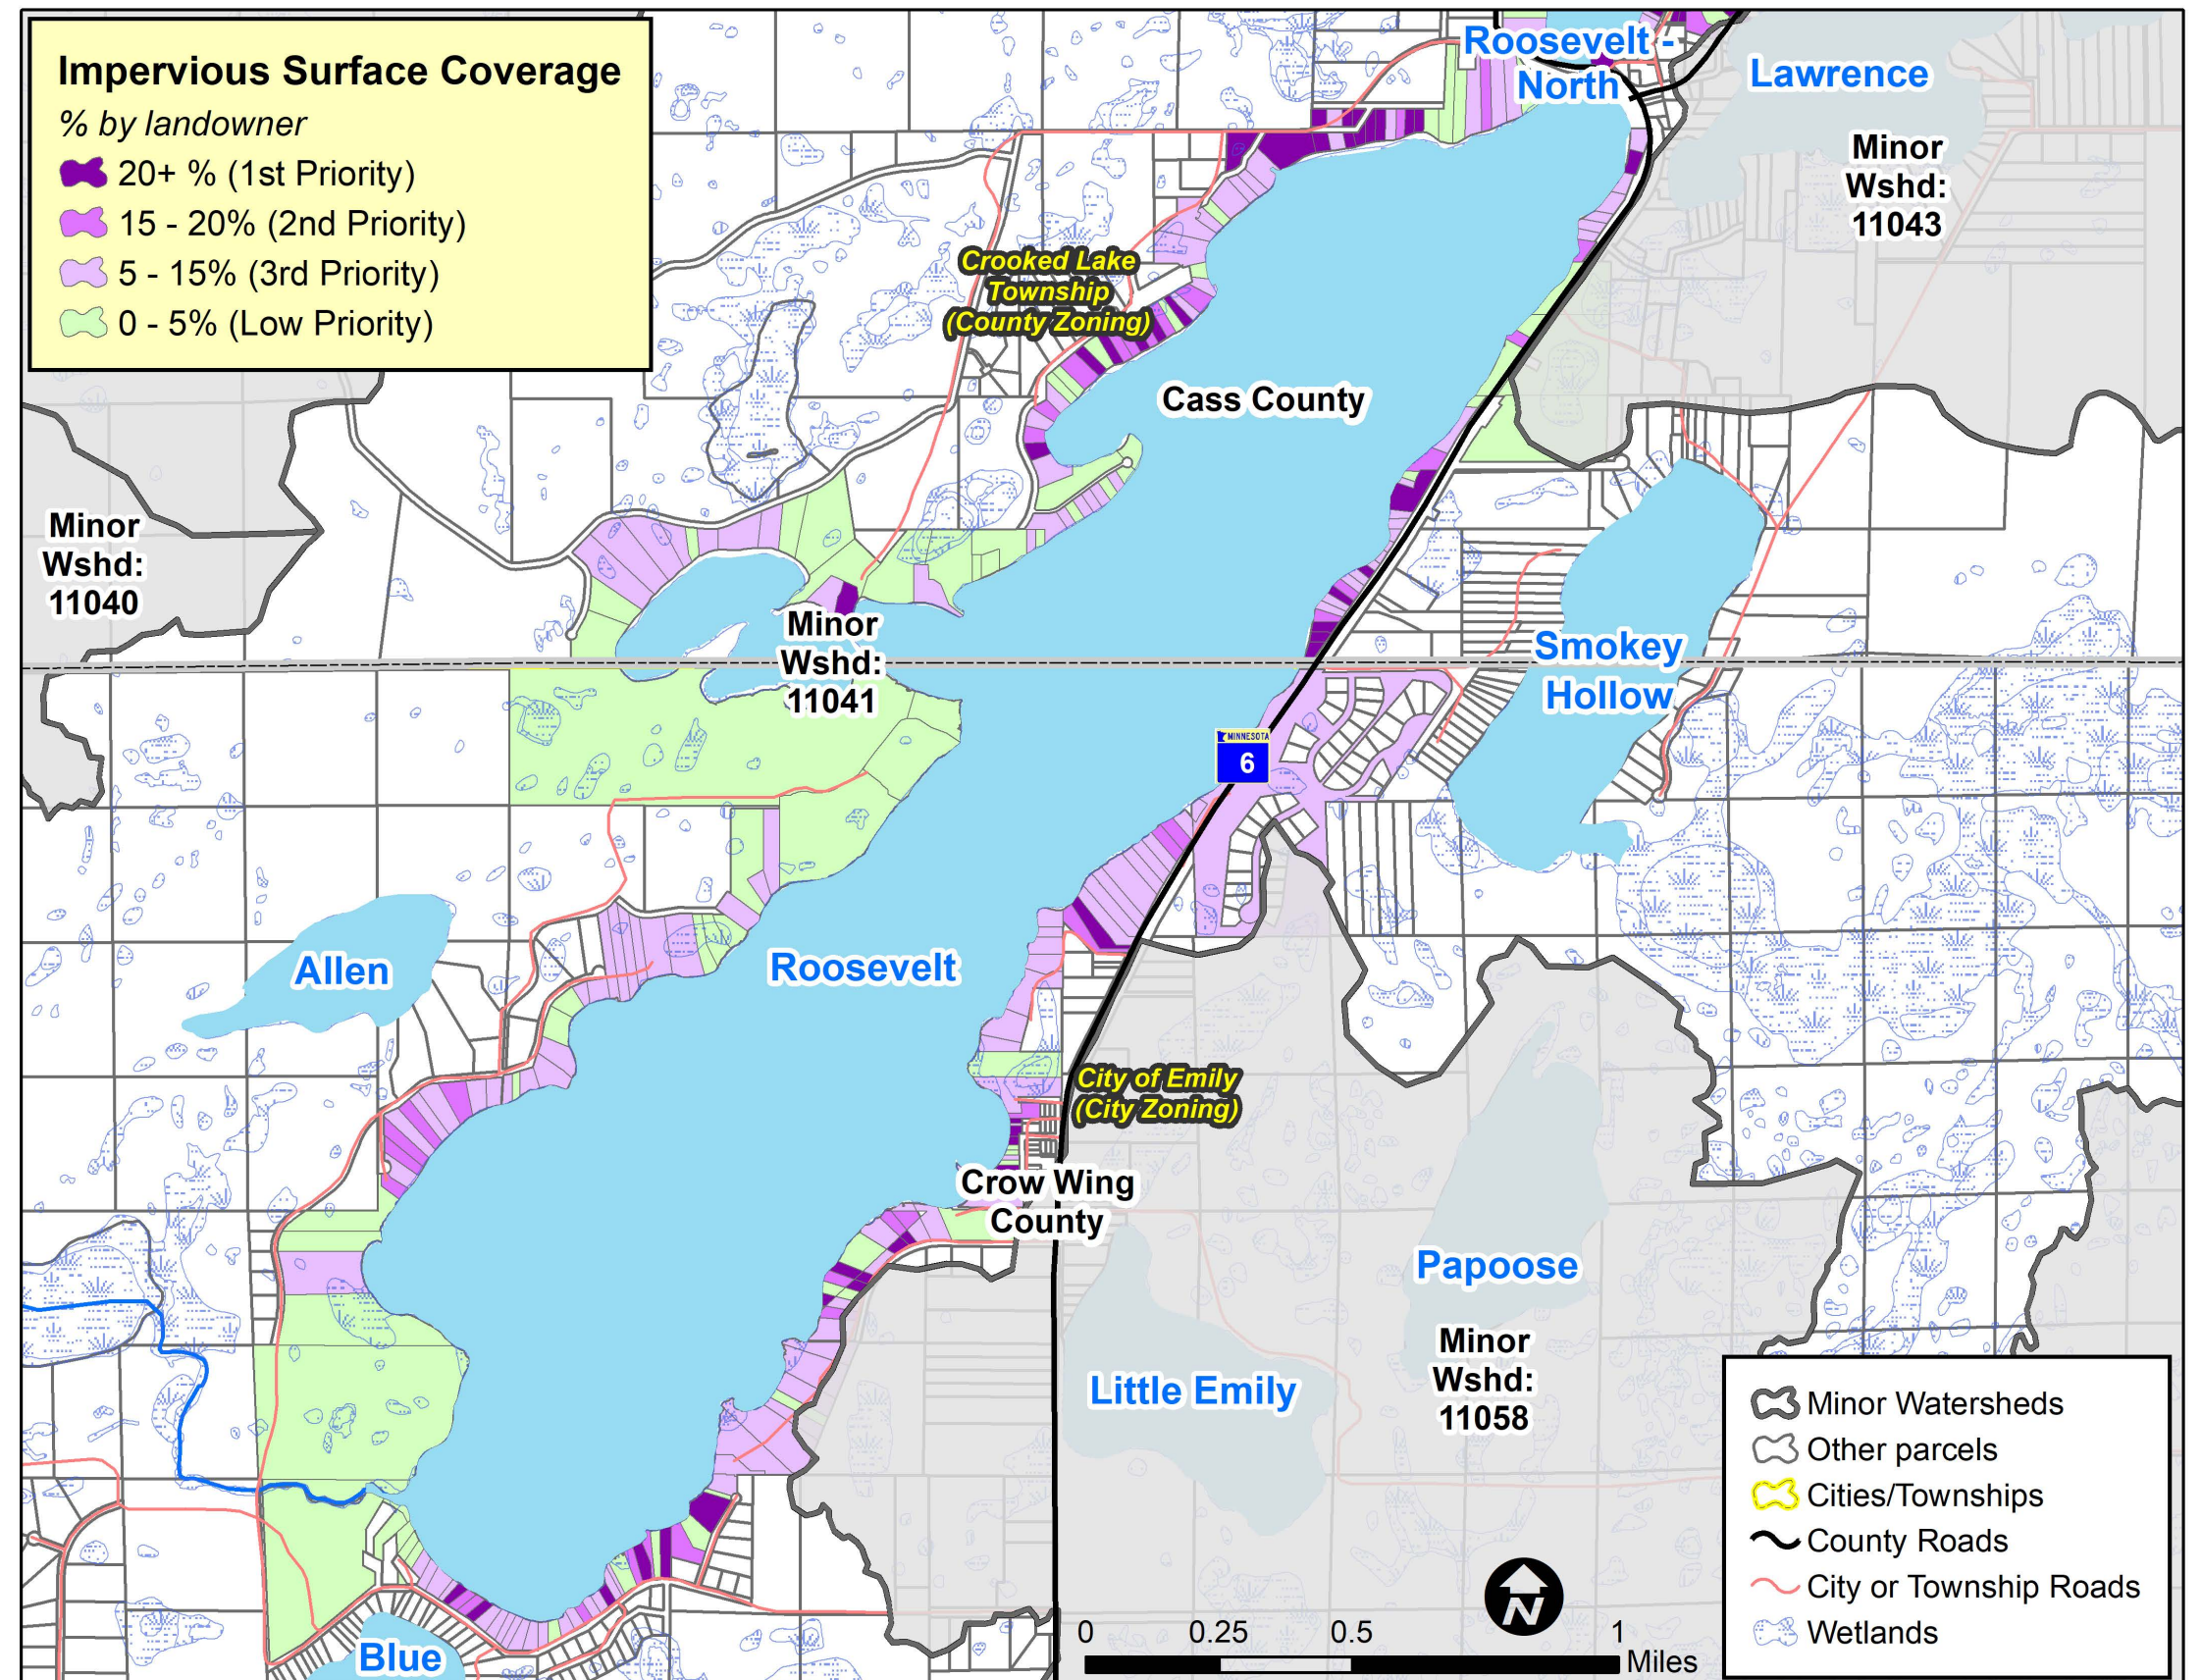 Impervious Surface Coverage
% by landowner
20+ % (1st Priority)
15 - 20% (2nd Priority)
5 - 15% (3rd Priority)
0 - 5% (Low Priority)
Roosevelt -
North
Lawrence
Minor
Wshd:
11043
Crooked Lake
Township
(County Zoning)
Cass County
Minor
Wshd:
11040
Minor
Wshd:
11041
Smokey
Hollow
MINNESOTA
6
Allen
Roosevelt
City of Emily
(City Zoning)
Crow Wing
County
Papoose
Minor
Wshd:
11058
Little Emily
Blue
Minor Watersheds
Other parcels
Cities/Townships
County Roads
City or Township Roads
Wetlands
N
0 0.25 0.5 1
Miles